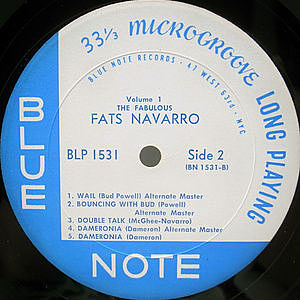 33⅓ MICROGROOVE LONG PLAYING
BLUE NOTE RECORDS • 47 WEST 63rd • NYC
Volume 1
THE FABULOUS
FATS NAVARRO
BLP 1531 Side 2
(BN 1531-B)
1. WAIL (Bud Powell) Alternate Master
2. BOUNCING WITH BUD (Powell)
Alternate Master
3. DOUBLE TALK (McGhee-Navarro)
4. DAMERONIA (Dameron) Alternate Master
5. DAMERONIA (Dameron)
BLUE
NOTE